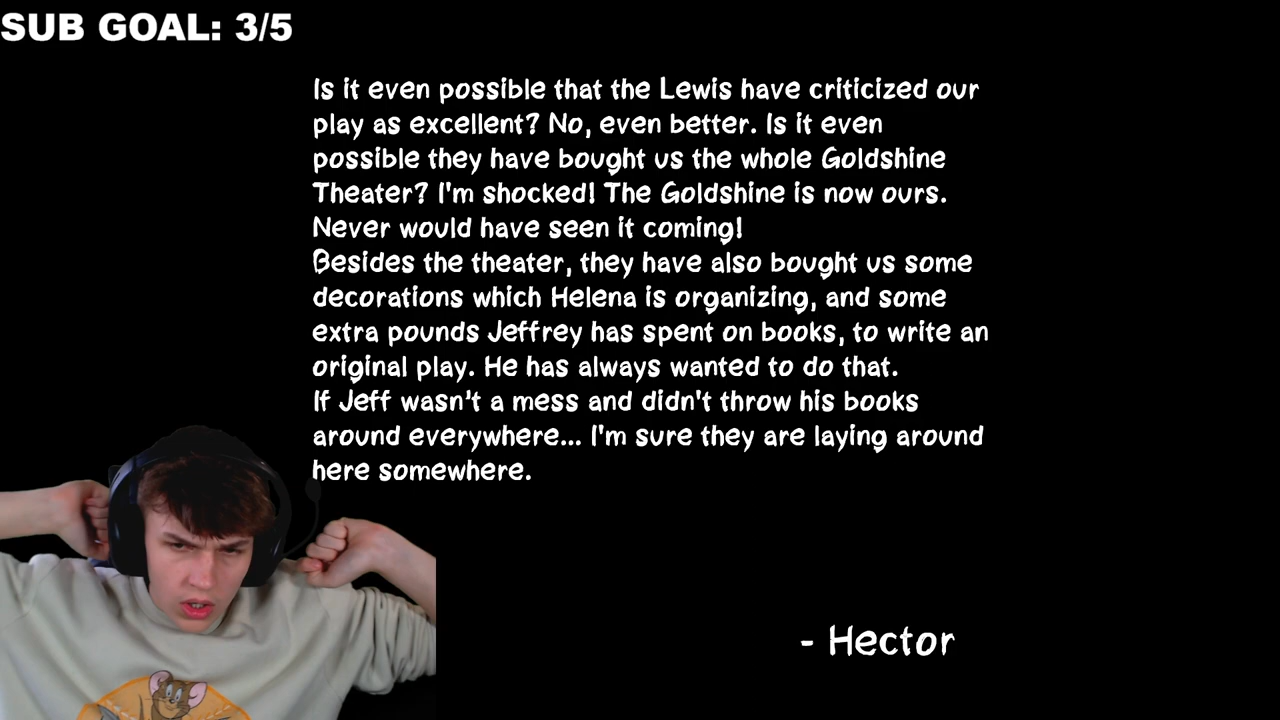 SUB GOAL: 3/5
Is it even possible that the Lewis have criticized our
play as excellent? No, even better. Is it even
possible they have bought us the whole Goldshine
Theater? I'm shocked! The Goldshine is now ours.
Never would have seen it coming!
Besides the theater, they have also bought us some
decorations which Helena is organizing, and some
extra pounds Jeffrey has spent on books, to write an
original play. He has always wanted to do that.
If Jeff wasn't a mess and didn't throw his books
around everywhere... I'm sure they are laying around
here somewhere.
- Hector